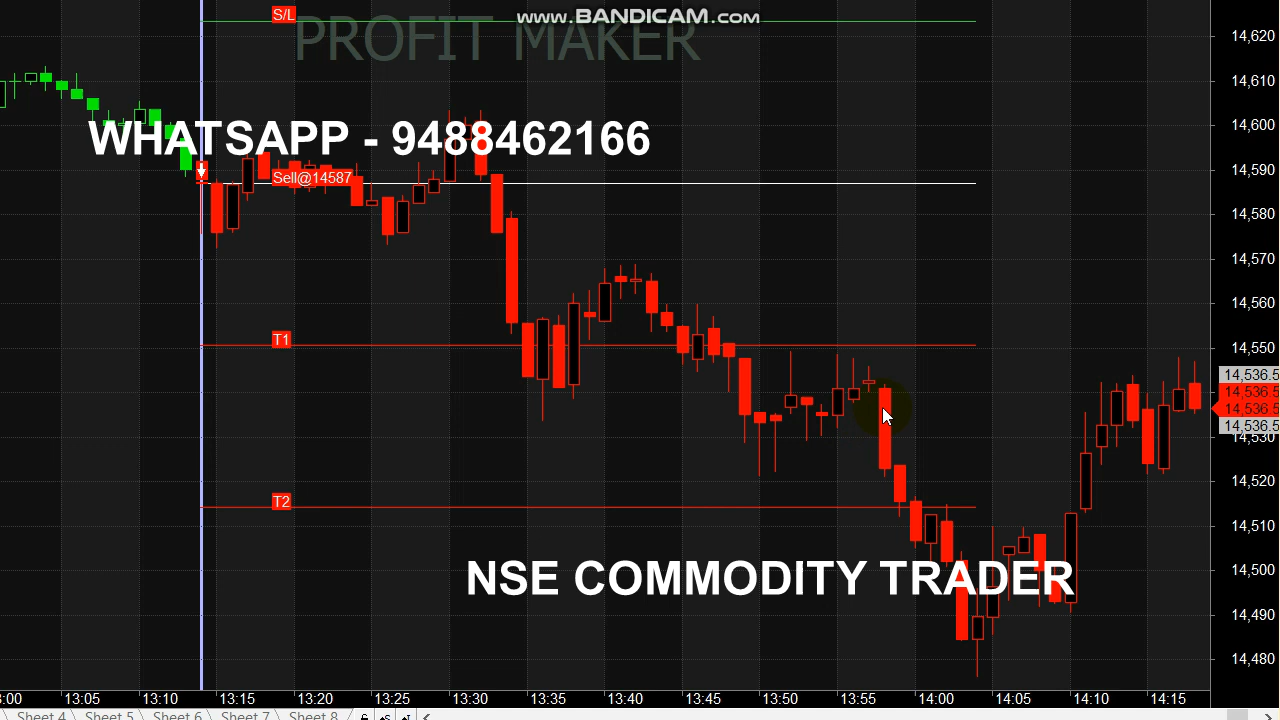 S/L
www.BANDICAM.com
PROFIT MAKER
14,620
14,610
14,600
WHATSAPP - 9488462166
14,590
Sell@14587
14,580
14,570
14,560
T1
14,550
14,536.5
14,536.5
14,536.5
14,536.5
14,530
14,520
T2
14,510
NSE COMMODITY TRADER
14,500
14,490
14,480
:00 13:05 13:10 13:15 13:20 13:25 13:30 13:35 13:40 13:45 13:50 13:55 14:00 14:05 14:10 14:15
Sheet 4 Sheet 5 Sheet 6 Sheet 7 Sheet 8